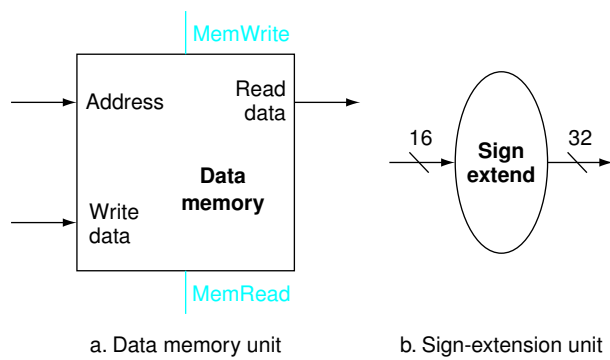 MemWrite
Address
Read
data
Data
memory
Write
data
MemRead
a. Data memory unit
16
Sign
extend
32
b. Sign-extension unit